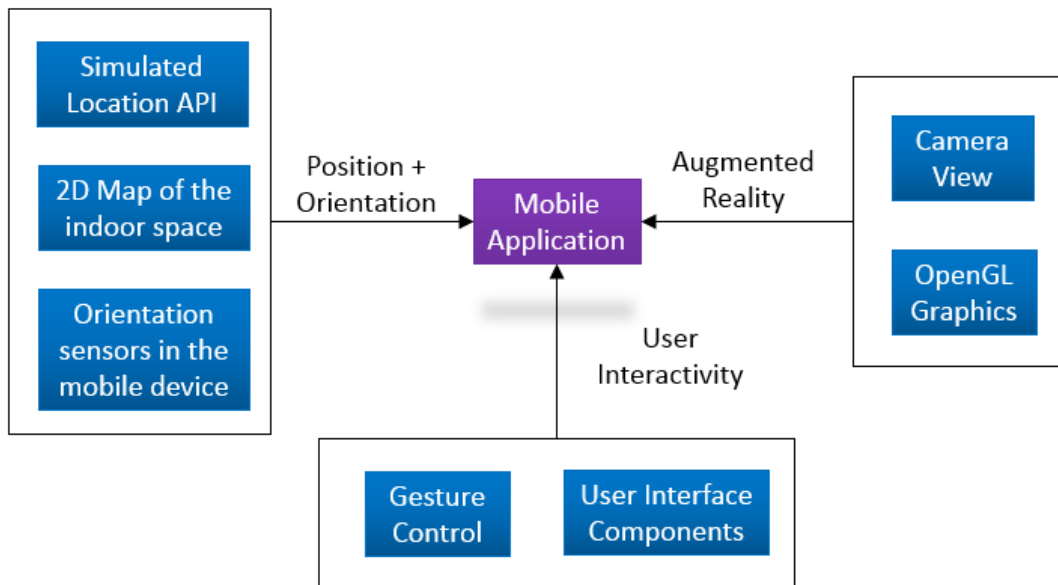 Simulated
Location API
2D Map of the
indoor space
Orientation
sensors in the
mobile device
Position +
Orientation
Mobile
Application
Augmented
Reality
Camera
View
OpenGL
Graphics
User
Interactivity
Gesture
Control
User Interface
Components